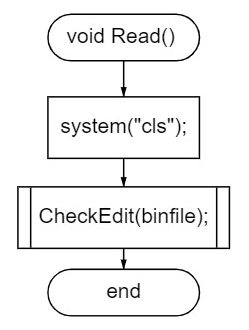 void Read()
system("cls");
CheckEdit(binfile);
end